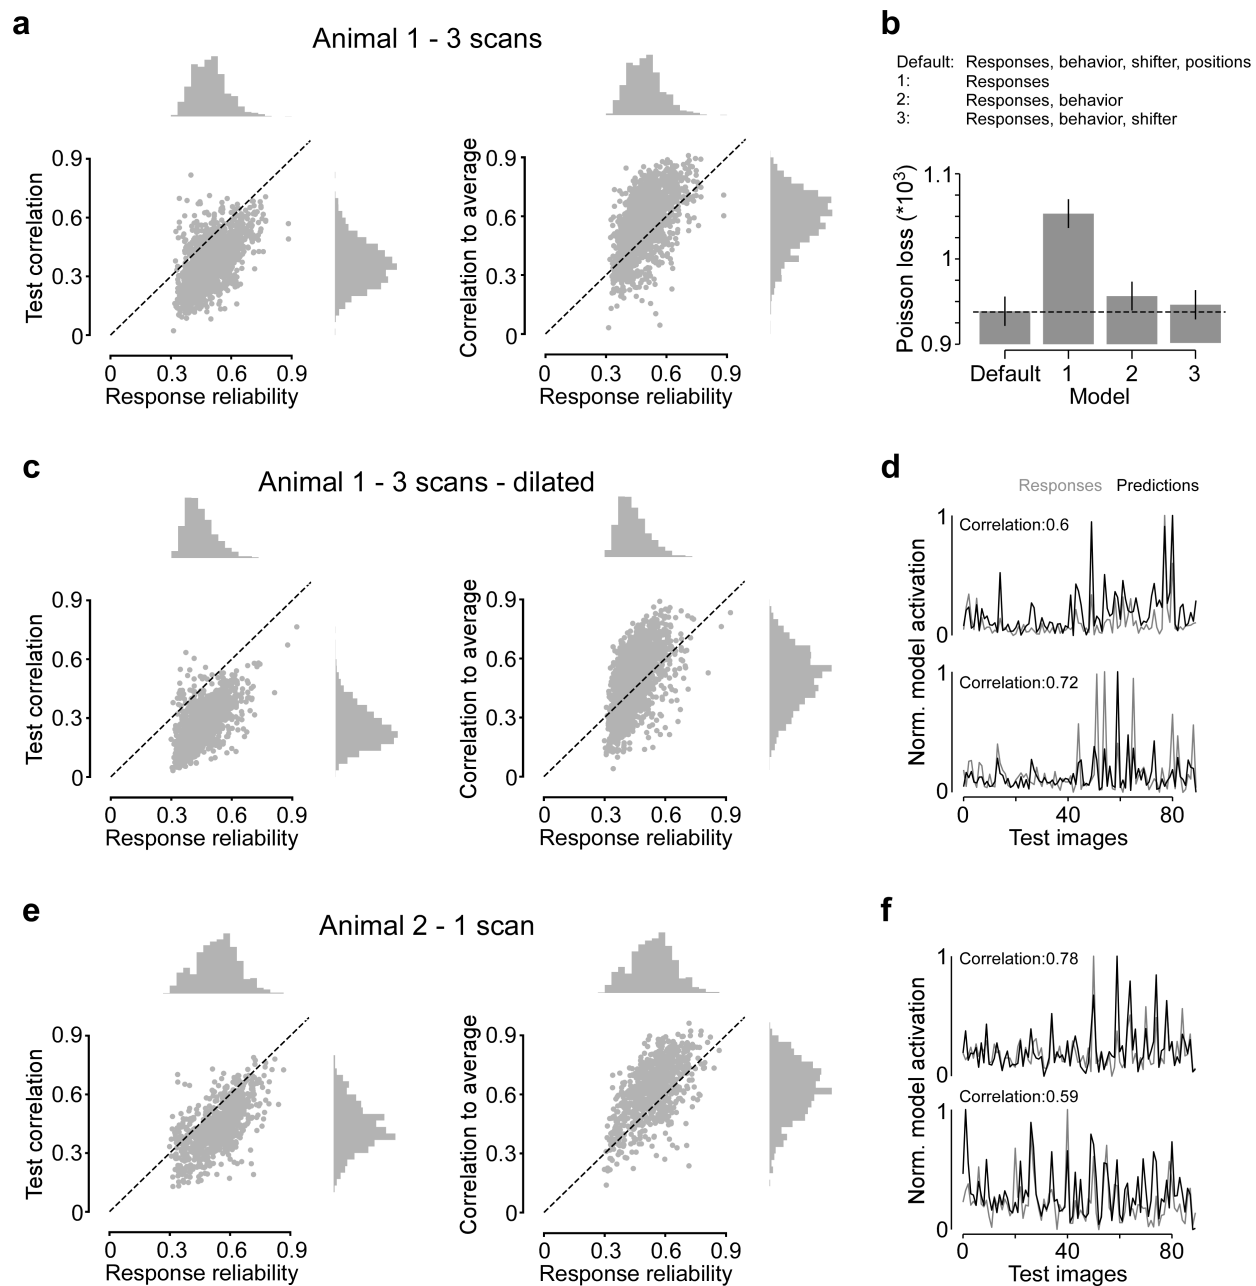 a
Animal 1 - 3 scans
Test correlation
0.9
0.6
0.3
0
0 0.3 0.6 0.9
Response reliability
Correlation to average
0.9
0.6
0.3
0
0 0.3 0.6 0.9
Response reliability
b
Default: Responses, behavior, shifter, positions
1: Responses
2: Responses, behavior
3: Responses, behavior, shifter
Poisson loss (*10³)
1.1
1
0.9
Default 1 2 3
Model
c
Animal 1 - 3 scans - dilated
Test correlation
0.9
0.6
0.3
0
0 0.3 0.6 0.9
Response reliability
Correlation to average
0.9
0.6
0.3
0
0 0.3 0.6 0.9
Response reliability
d
Responses Predictions
Norm. model activation
1
Correlation:0.6
0
1
Correlation:0.72
0
0 40 80
Test images
e
Animal 2 - 1 scan
Test correlation
0.9
0.6
0.3
0
0 0.3 0.6 0.9
Response reliability
Correlation to average
0.9
0.6
0.3
0
0 0.3 0.6 0.9
Response reliability
f
Norm. model activation
1
Correlation:0.78
0
Correlation:0.59
1
0
0 40 80
Test images